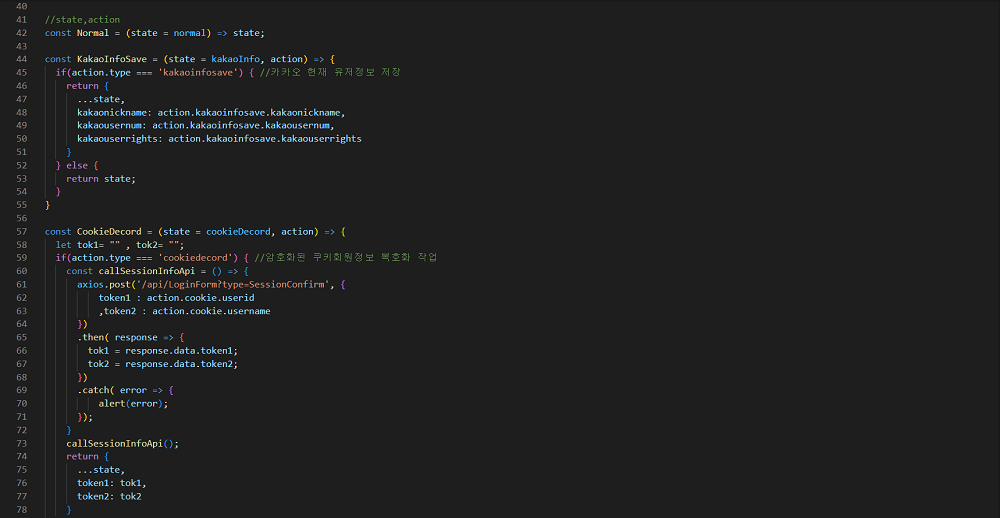 40
41 //state,action
42 const Normal = (state = normal) => state;
43
44 const KakaoInfoSave = (state = kakaoInfo, action) => {
45 if(action.type === 'kakaoinfosave') { //카카오 현재 유저정보 저장
46 return {
47 ...state,
48 kakaonickname: action.kakaoinfosave.kakaonickname,
49 kakaousernum: action.kakaoinfosave.kakaousernum,
50 kakaouserrights: action.kakaoinfosave.kakaouserrights
51 }
52 } else {
53 return state;
54 }
55 }
56
57 const CookieDecord = (state = cookieDecord, action) => {
58 let tok1= "" , tok2= "";
59 if(action.type === 'cookiedecord') { //암호화된 쿠키회원정보 복호화 작업
60 const callSessionInfoApi = () => {
61 axios.post('/api/LoginForm?type=SessionConfirm', {
62 token1 : action.cookie.userid
63 ,token2 : action.cookie.username
64 })
65 .then( response => {
66 tok1 = response.data.token1;
67 tok2 = response.data.token2;
68 })
69 .catch( error => {
70 alert(error);
71 });
72 }
73 callSessionInfoApi();
74 return {
75 ...state,
76 token1: tok1,
77 token2: tok2
78 }